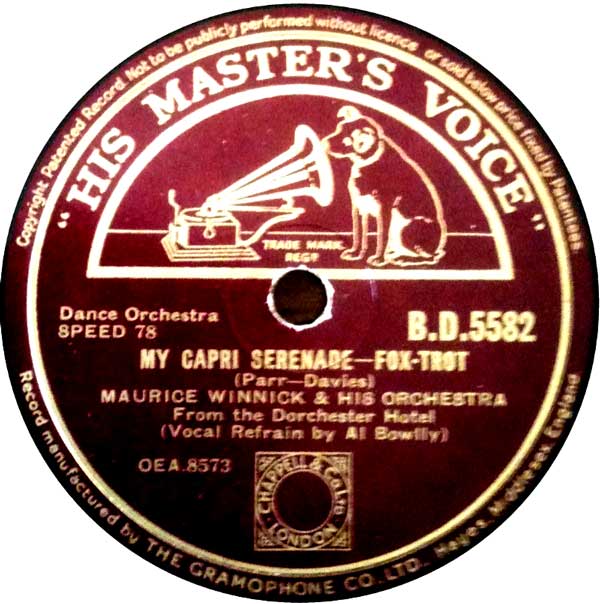 Copyright. Patented Record. Not to be publicly performed without licence or sold below price fixed by Patentees.
"HIS MASTER'S VOICE"
TRADE MARK.
REGD
Dance Orchestra
SPEED 78
B.D.5582
MY CAPRI SERENADE—FOX-TROT
(Parr—Davies)
MAURICE WINNICK & HIS ORCHESTRA
From the Dorchester Hotel
(Vocal Refrain by Al Bowlly)
OEA.8573
CHAPPELL & Co. Ltd
LONDON
Record manufactured by THE GRAMOPHONE CO., LTD., Hayes, Middlesex, England